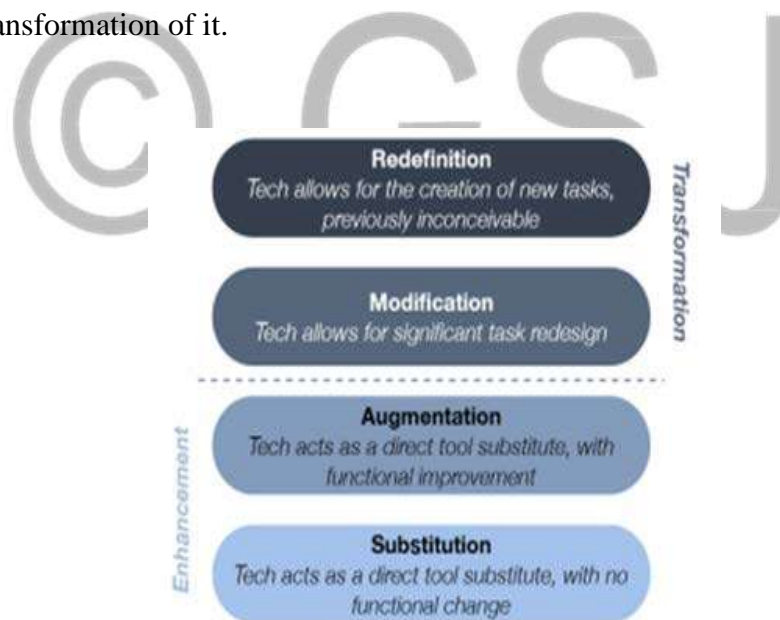 ansformation of it.
© GSJ
Redefinition
Tech allows for the creation of new tasks,
previously inconceivable
Transformation
Modification
Tech allows for significant task redesign
Augmentation
Tech acts as a direct tool substitute, with
functional improvement
Enhancement
Substitution
Tech acts as a direct tool substitute, with no
functional change